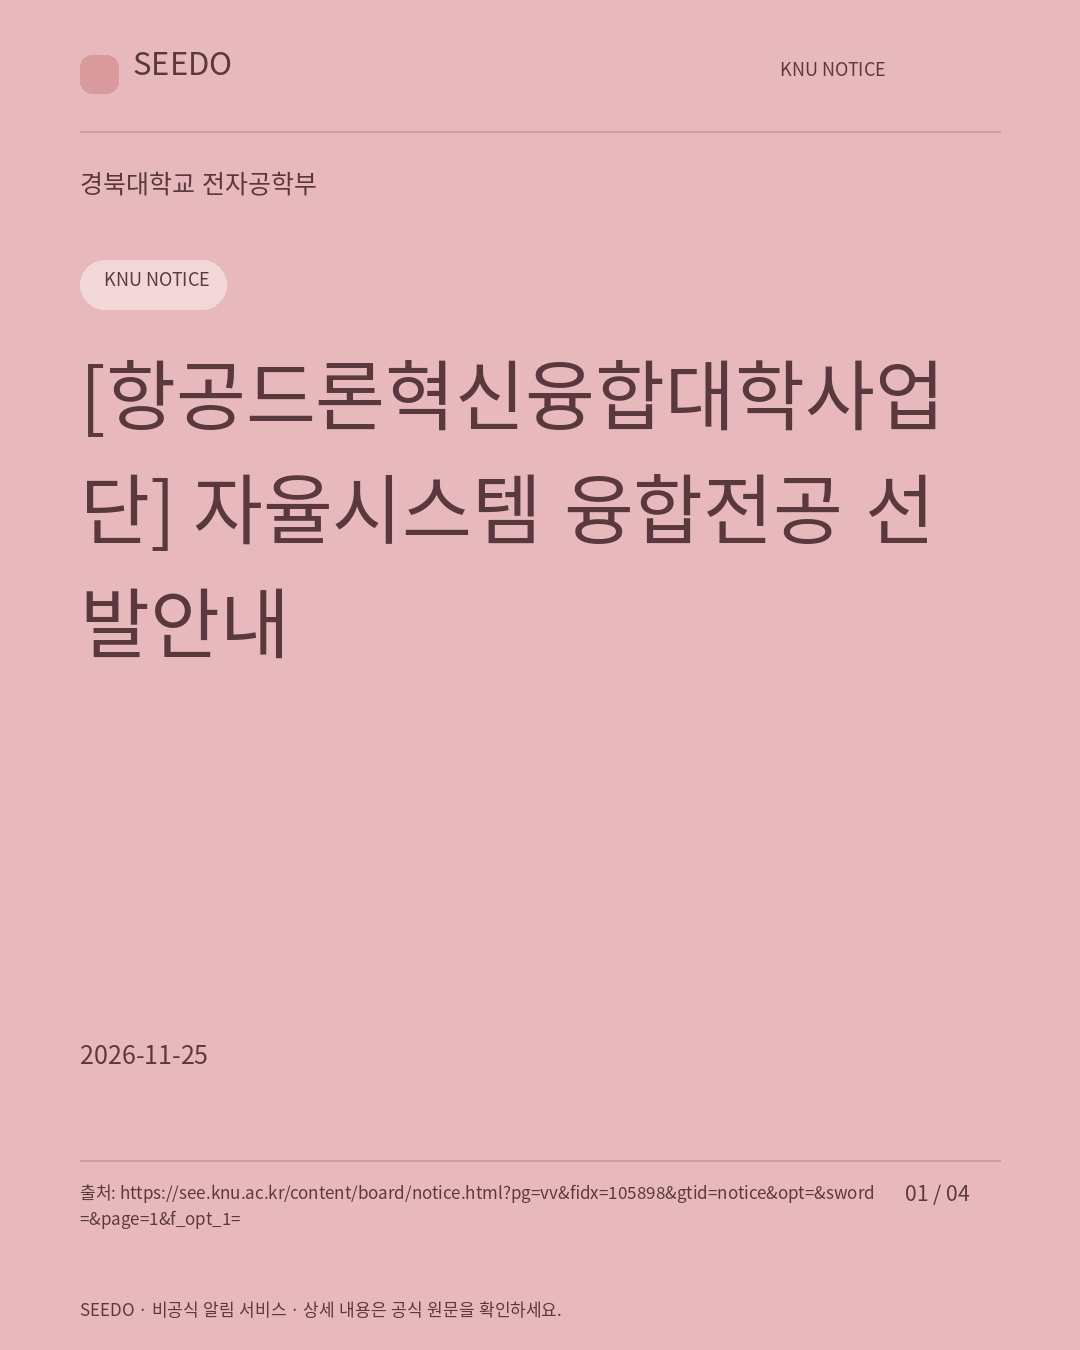 SEEDO
KNU NOTICE
경북대학교 전자공학부
KNU NOTICE
[항공드론혁신융합대학사업
단] 자율시스템 융합전공 선
발안내
2026-11-25
출처: https://see.knu.ac.kr/content/board/notice.html?pg=vv&fidx=105898&gtid=notice&opt=&sword
=&page=1&f_opt_1=
01 / 04
SEEDO · 비공식 알림 서비스 · 상세 내용은 공식 원문을 확인하세요.